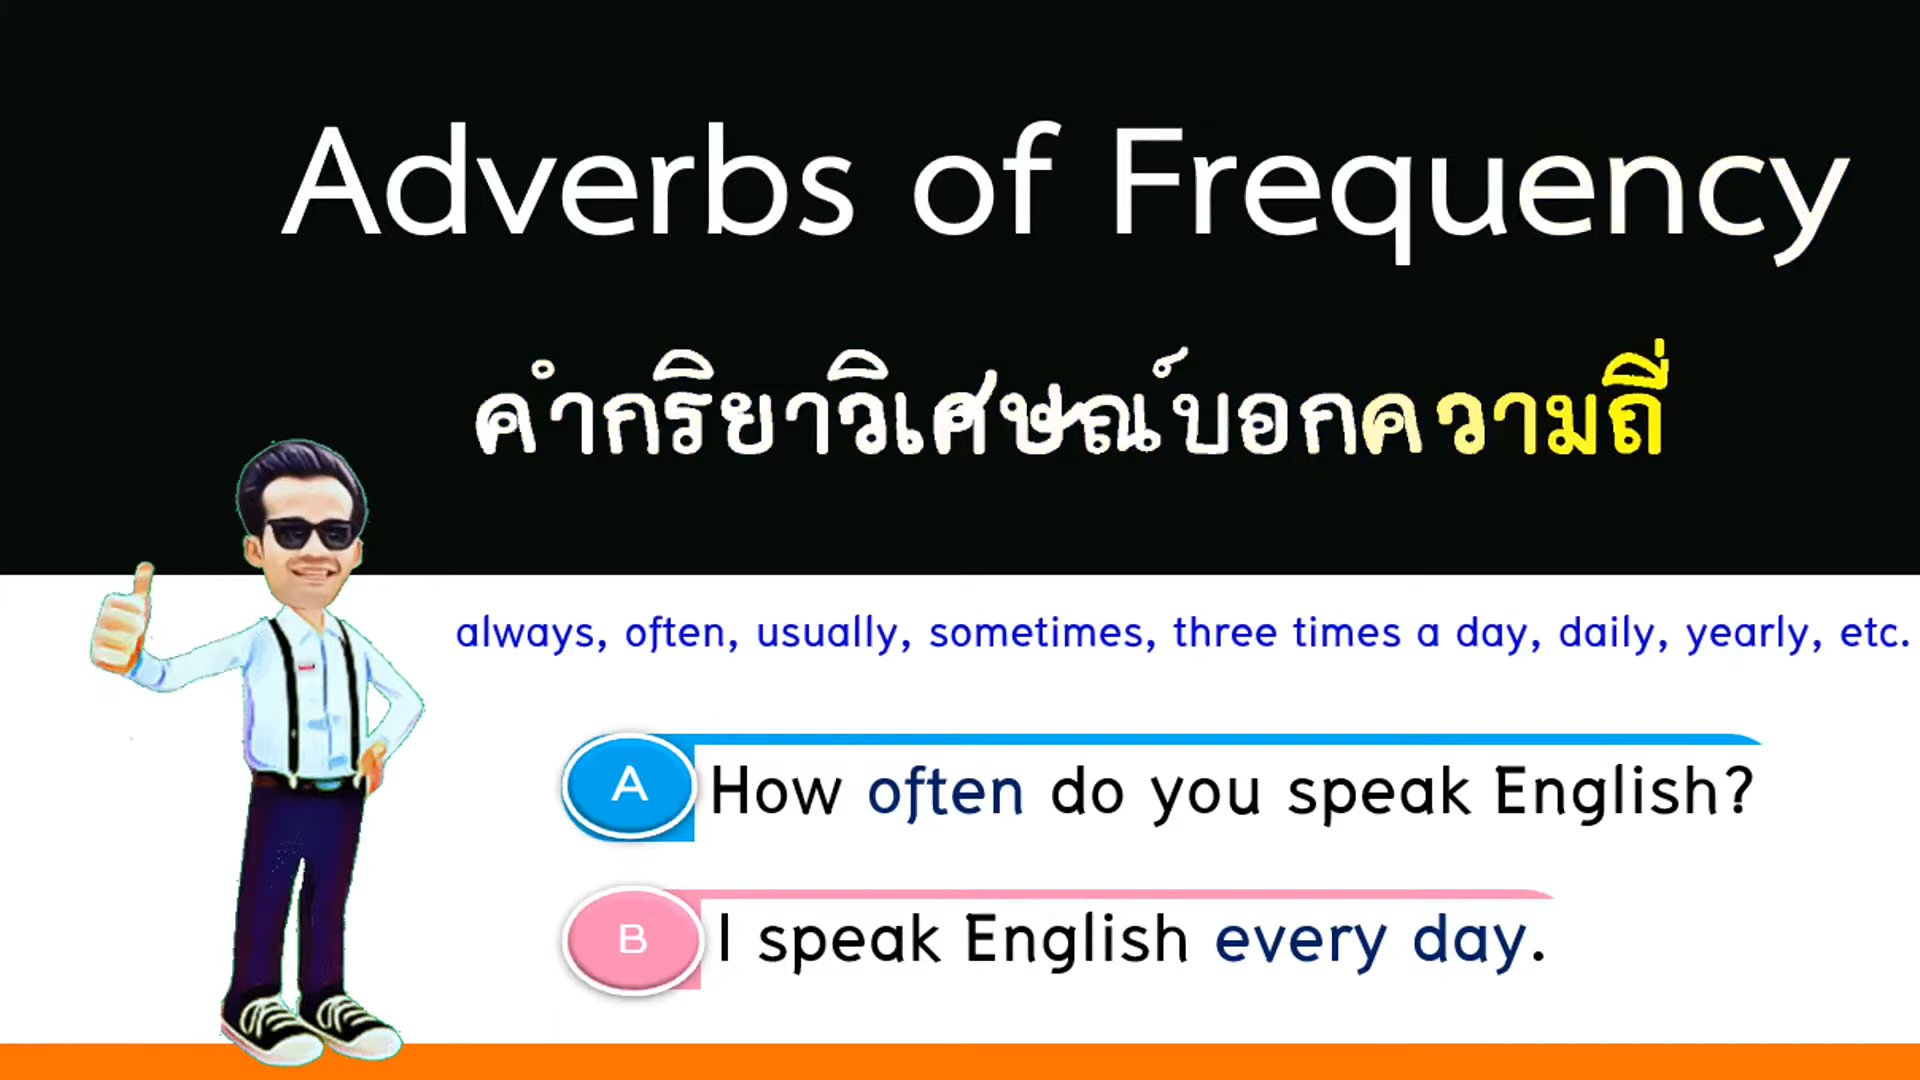 Adverbs of Frequency
คำกริยาวิเศษณ์บอกความถี่
always, often, usually, sometimes, three times a day, daily, yearly, etc.
A How often do you speak English?
B I speak English every day.